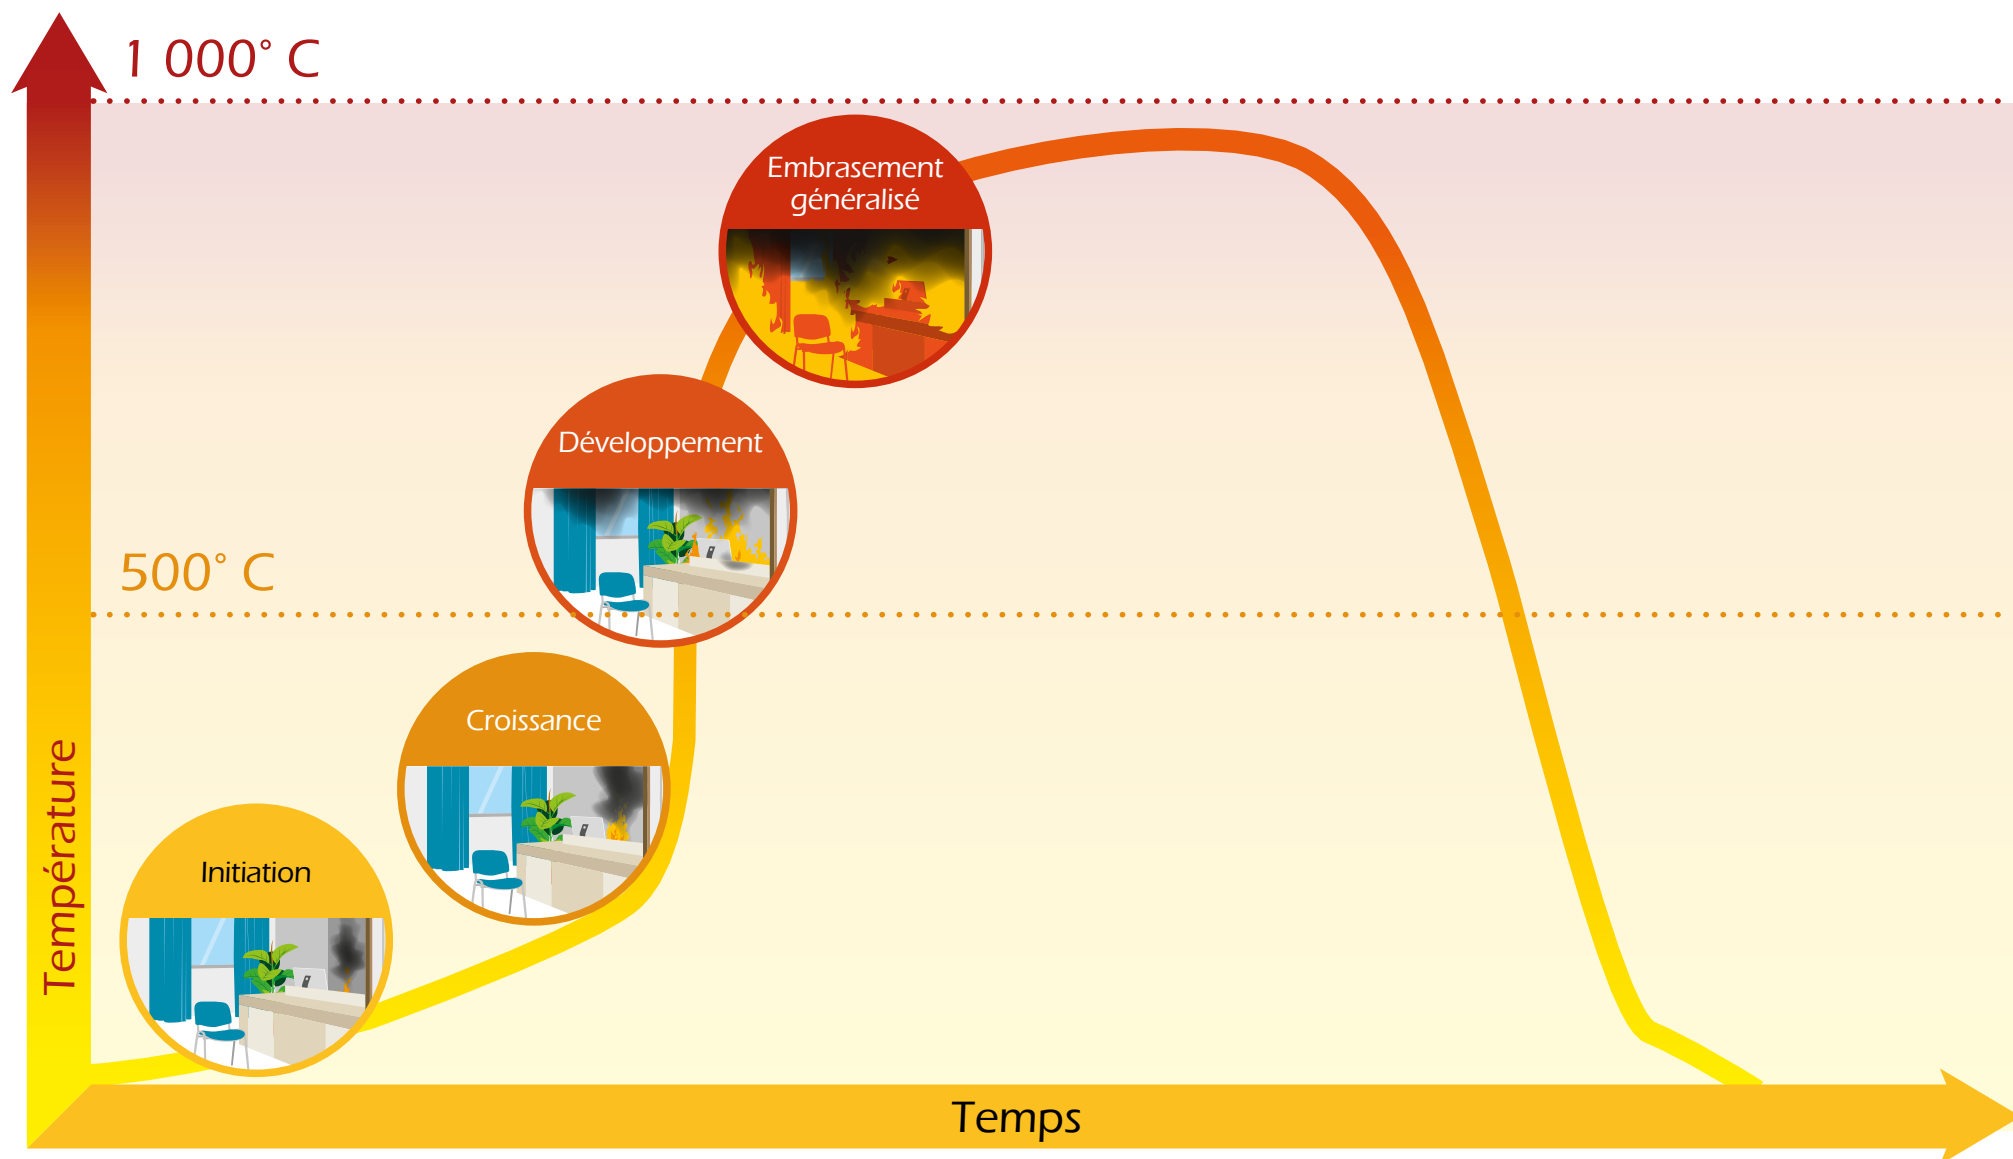 1 000° C
Embrasement
généralisé
Développement
500° C
Croissance
Initiation
Température
Temps